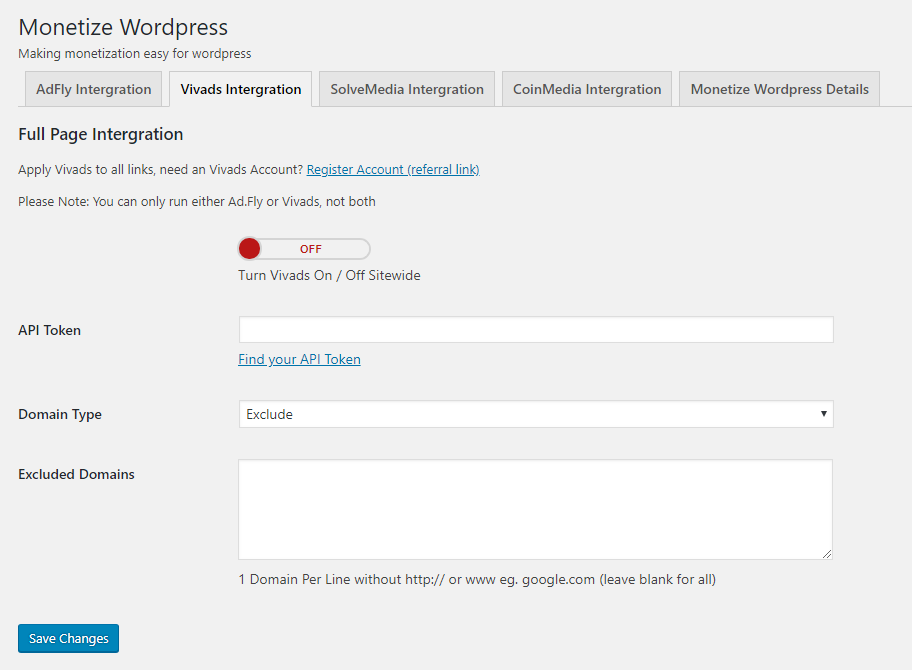 Monetize Wordpress
Making monetization easy for wordpress
AdFly Intergration Vivads Intergration SolveMedia Intergration CoinMedia Intergration Monetize Wordpress Details
Full Page Intergration
Apply Vivads to all links, need an Vivads Account? Register Account (referral link)
Please Note: You can only run either Ad.Fly or Vivads, not both
OFF
Turn Vivads On / Off Sitewide
API Token
Find your API Token
Domain Type Exclude
Excluded Domains
1 Domain Per Line without http:// or www eg. google.com (leave blank for all)
Save Changes